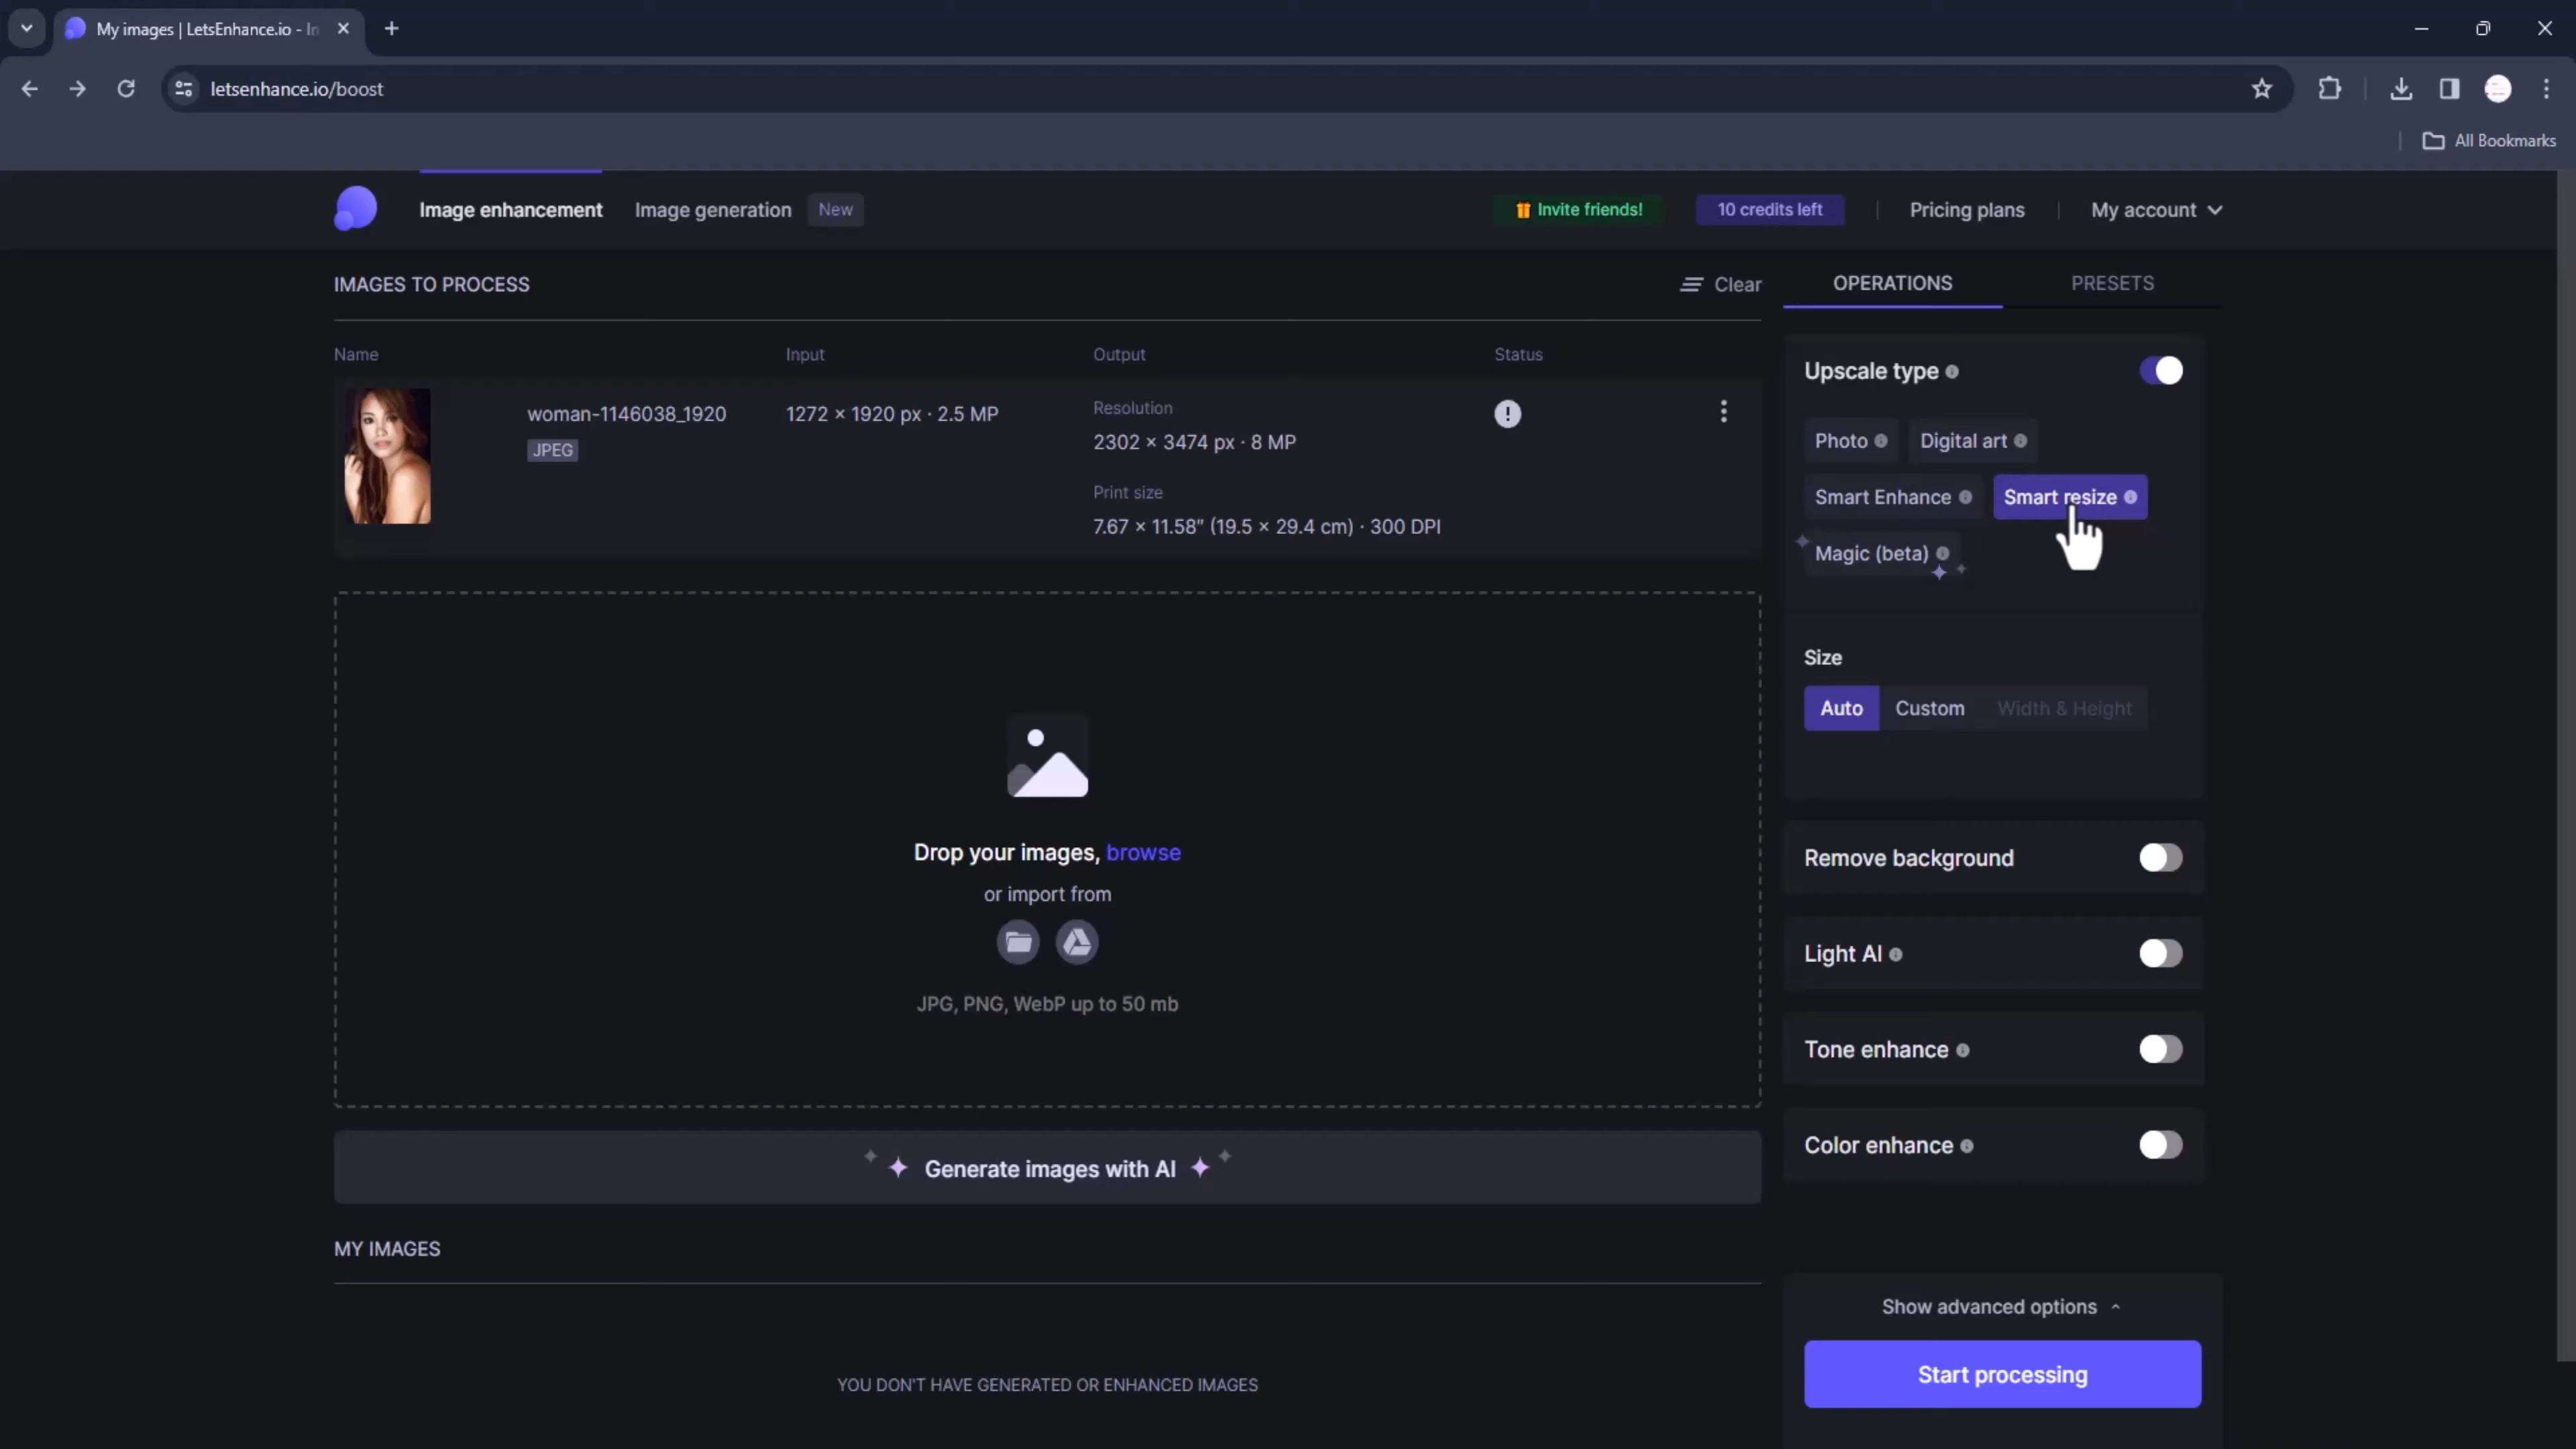 My images | LetsEnhance.io - In
letsenhance.io/boost
All Bookmarks
Image enhancement
Image generation
New
Invite friends!
10 credits left
Pricing plans
My account
IMAGES TO PROCESS
Clear
OPERATIONS
PRESETS
Name
Input
Output
Status
woman-1146038_1920
JPEG
1272 × 1920 px · 2.5 MP
Resolution
2302 × 3474 px · 8 MP
Print size
7.67 × 11.58" (19.5 × 29.4 cm) · 300 DPI
Upscale type
Photo
Digital art
Smart Enhance
Smart resize
Magic (beta)
Size
Auto
Custom
Width & Height
Drop your images, browse
or import from
JPG, PNG, WebP up to 50 mb
Remove background
Light AI
Tone enhance
Color enhance
Generate images with AI
MY IMAGES
YOU DON'T HAVE GENERATED OR ENHANCED IMAGES
Show advanced options
Start processing